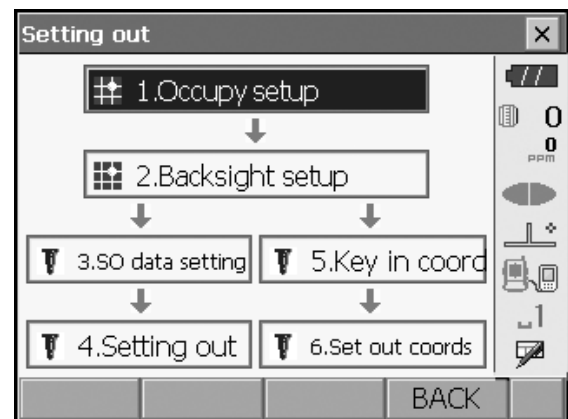 Setting out
1.Occupy setup
2.Backsight setup
3.SO data setting
5.Key in coord
4.Setting out
6.Set out coords
0
0
PPM
1
BACK